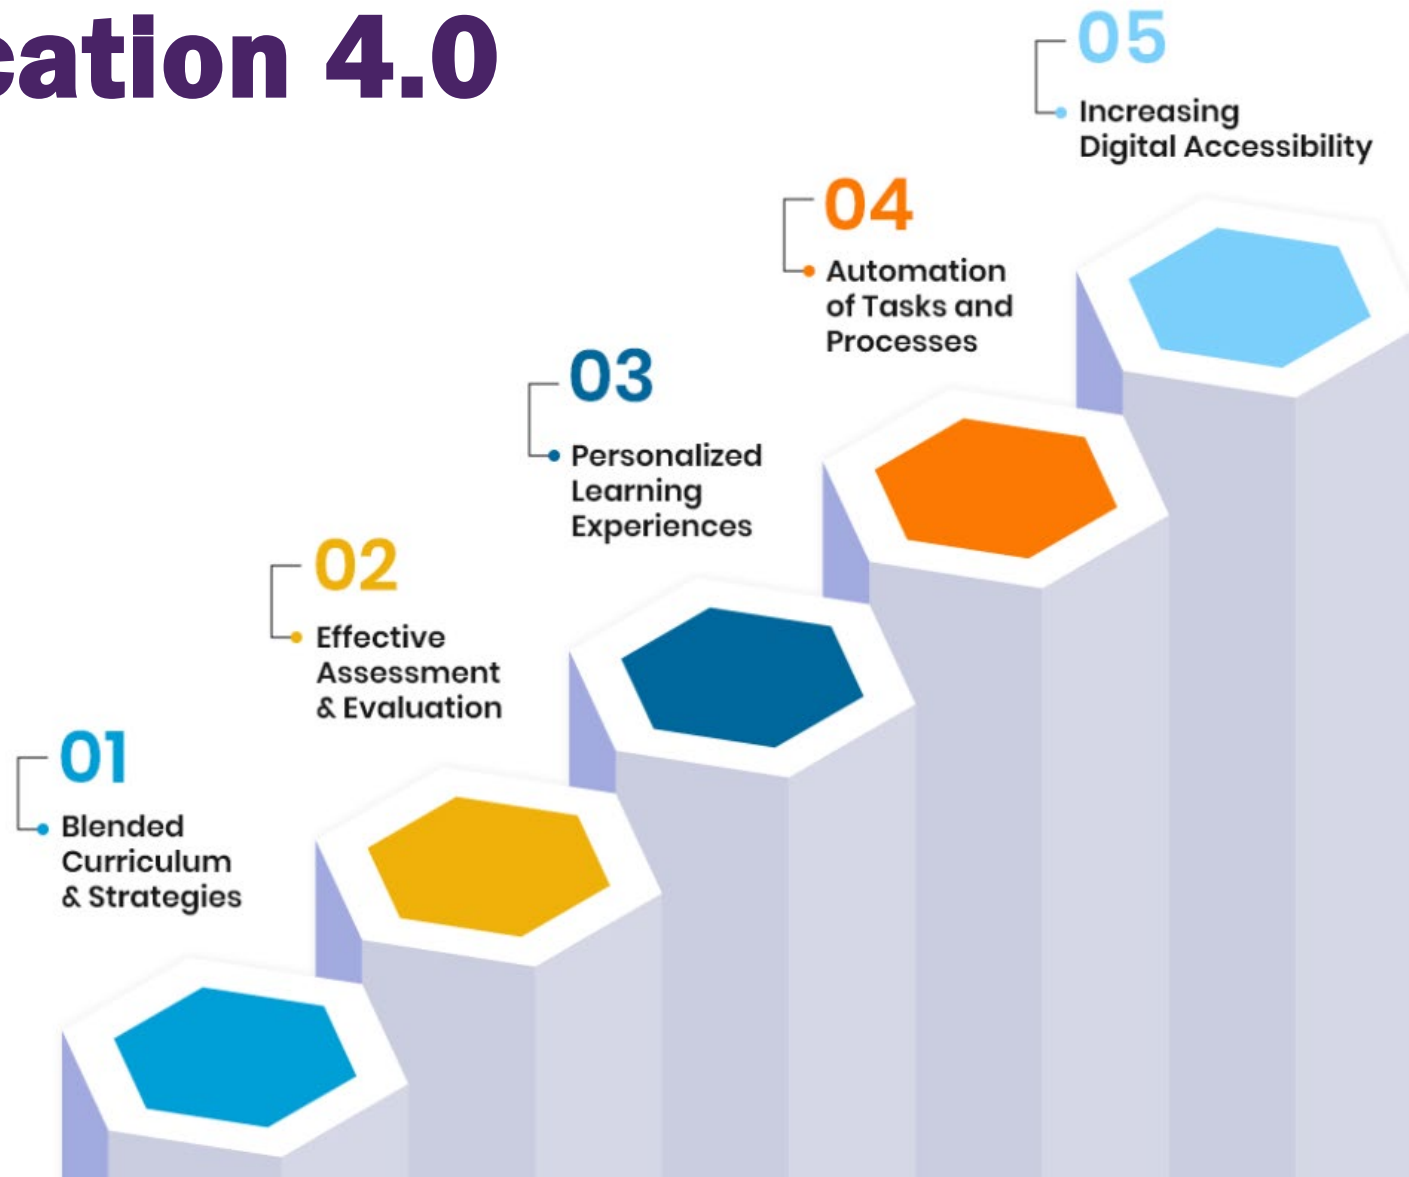 cation 4.0
05
Increasing
Digital Accessibility
04
Automation
of Tasks and
Processes
03
Personalized
Learning
Experiences
02
Effective
Assessment
& Evaluation
01
Blended
Curriculum
& Strategies